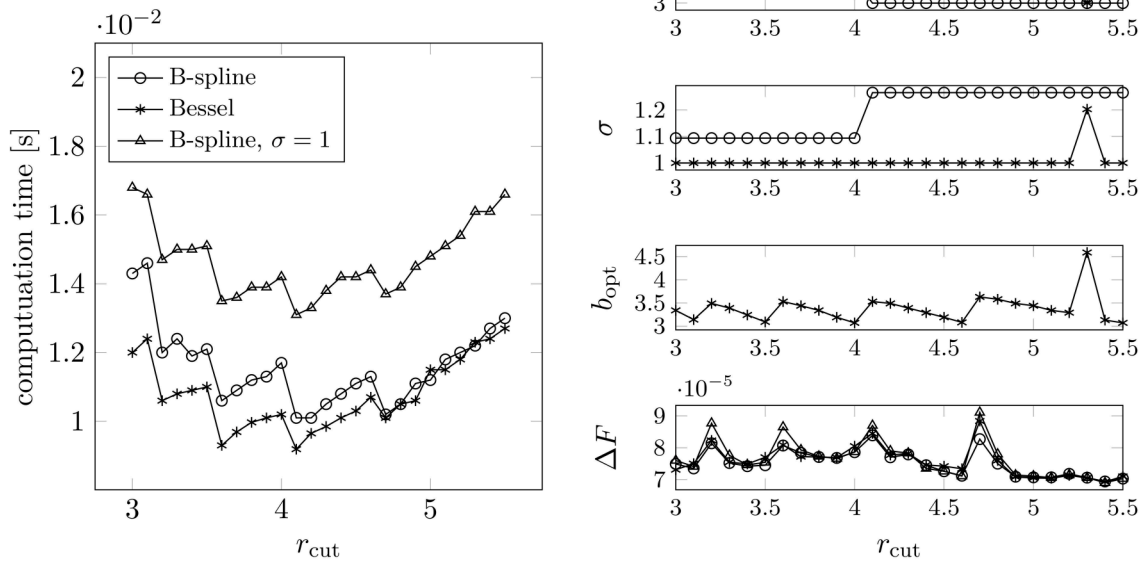 ·10⁻²
2
1.8
1.6
1.4
1.2
1
computuation time [s]
B-spline
Bessel
B-spline, σ = 1
3 4 5
r_cut
3
3 3.5 4 4.5 5 5.5
1.2
1.1
1
σ
3 3.5 4 4.5 5 5.5
4.5
3.5
3
b_opt
3 3.5 4 4.5 5 5.5
·10⁻⁵
9
8
7
ΔF
3 3.5 4 4.5 5 5.5
r_cut